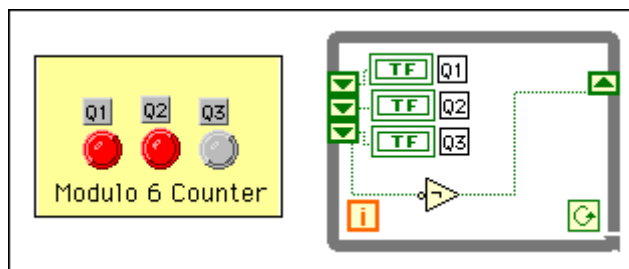 Q1 Q2 Q3
Modulo 6 Counter
TF Q1
TF Q2
TF Q3
i